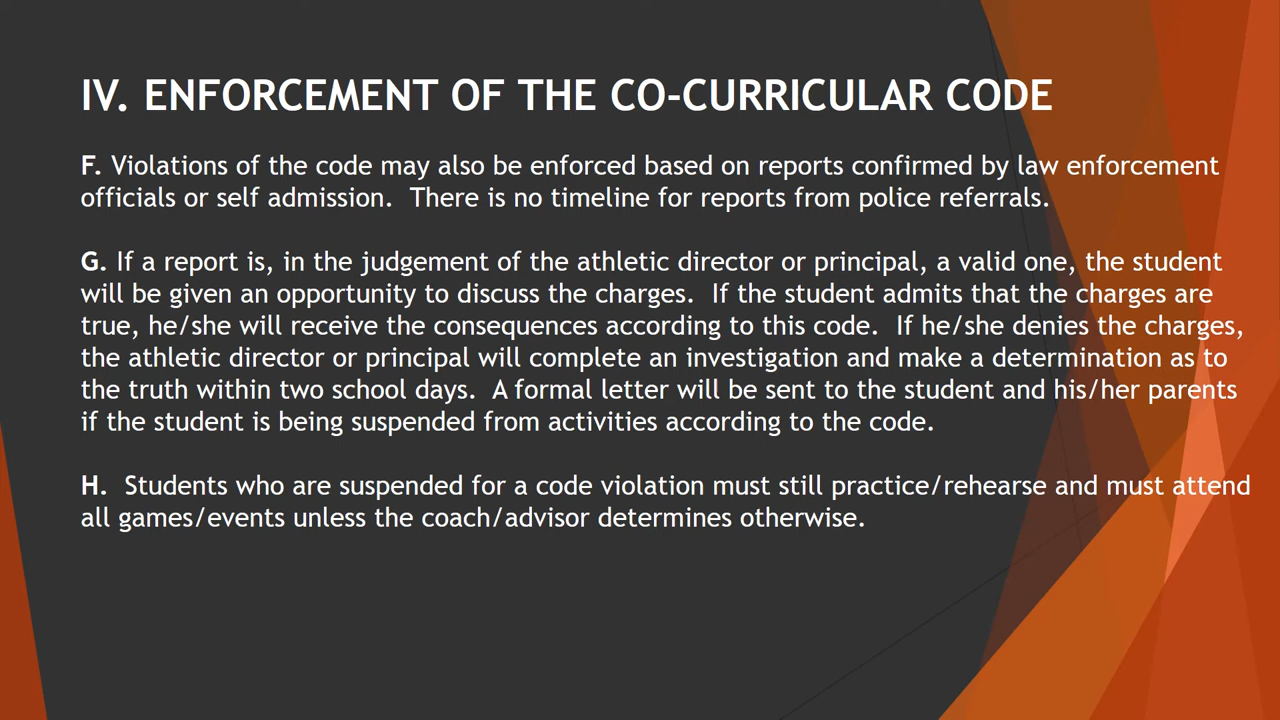 IV. ENFORCEMENT OF THE CO-CURRICULAR CODE
F. Violations of the code may also be enforced based on reports confirmed by law enforcement
officials or self admission.  There is no timeline for reports from police referrals.
G. If a report is, in the judgement of the athletic director or principal, a valid one, the student
will be given an opportunity to discuss the charges.  If the student admits that the charges are
true, he/she will receive the consequences according to this code.  If he/she denies the charges,
the athletic director or principal will complete an investigation and make a determination as to
the truth within two school days.  A formal letter will be sent to the student and his/her parents
if the student is being suspended from activities according to the code.
H.  Students who are suspended for a code violation must still practice/rehearse and must attend
all games/events unless the coach/advisor determines otherwise.